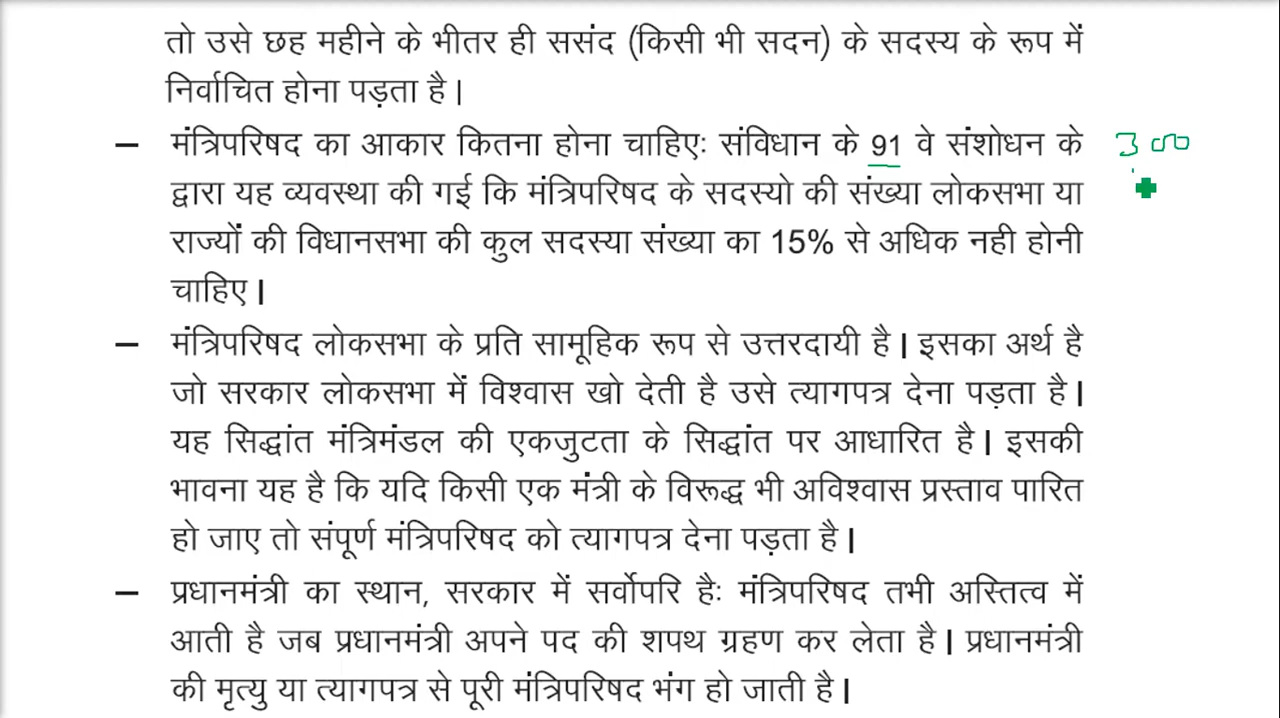 तो उसे छह महीने के भीतर ही ससंद (किसी भी सदन) के सदस्य के रूप में
निर्वाचित होना पड़ता है।
– मंत्रिपरिषद का आकार कितना होना चाहिएः संविधान के 91 वे संशोधन के
300
द्वारा यह व्यवस्था की गई कि मंत्रिपरिषद के सदस्यो की संख्या लोकसभा या
राज्यों की विधानसभा की कुल सदस्या संख्या का 15% से अधिक नही होनी
चाहिए।
– मंत्रिपरिषद लोकसभा के प्रति सामूहिक रूप से उत्तरदायी है। इसका अर्थ है
जो सरकार लोकसभा में विश्वास खो देती है उसे त्यागपत्र देना पड़ता है।
यह सिद्धांत मंत्रिमंडल की एकजुटता के सिद्धांत पर आधारित है। इसकी
भावना यह है कि यदि किसी एक मंत्री के विरूद्ध भी अविश्वास प्रस्ताव पारित
हो जाए तो संपूर्ण मंत्रिपरिषद को त्यागपत्र देना पड़ता है।
– प्रधानमंत्री का स्थान, सरकार में सर्वोपरि हैः मंत्रिपरिषद तभी अस्तित्व में
आती है जब प्रधानमंत्री अपने पद की शपथ ग्रहण कर लेता है। प्रधानमंत्री
की मृत्यु या त्यागपत्र से पूरी मंत्रिपरिषद भंग हो जाती है।